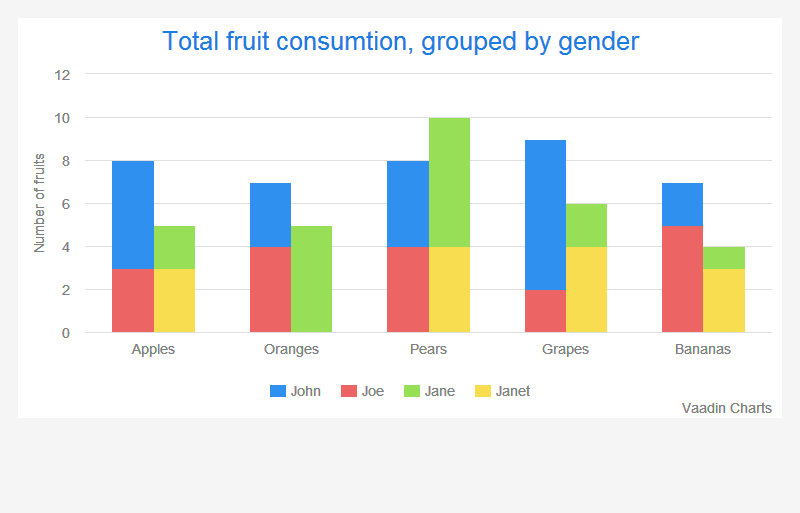 Total fruit consumtion, grouped by gender
Number of fruits
12
10
8
6
4
2
0
Apples Oranges Pears Grapes Bananas
John Joe Jane Janet
Vaadin Charts